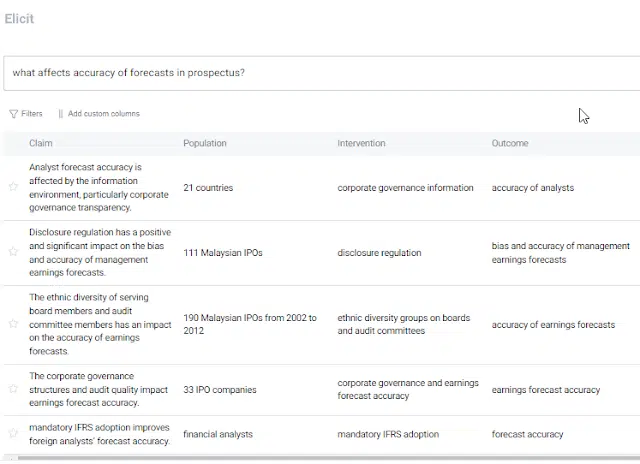 Elicit
what affects accuracy of forecasts in prospectus?
Filters Add custom columns
Claim Population Intervention Outcome
Analyst forecast accuracy is
affected by the information
environment, particularly corporate
governance transparency.
21 countries
corporate governance information
accuracy of analysts
Disclosure regulation has a positive
and significant impact on the bias
and accuracy of management
earnings forecasts.
111 Malaysian IPOs
disclosure regulation
bias and accuracy of management
earnings forecasts
The ethnic diversity of serving
board members and audit
committee members has an impact
on the accuracy of earnings
forecasts.
190 Malaysian IPOs from 2002 to
2012
ethnic diversity groups on boards
and audit committees
accuracy of earnings forecasts
The corporate governance
structures and audit quality impact
earnings forecast accuracy.
33 IPO companies
corporate governance and earnings
forecast accuracy
earnings forecast accuracy
mandatory IFRS adoption improves
foreign analysts' forecast accuracy.
financial analysts
mandatory IFRS adoption
forecast accuracy